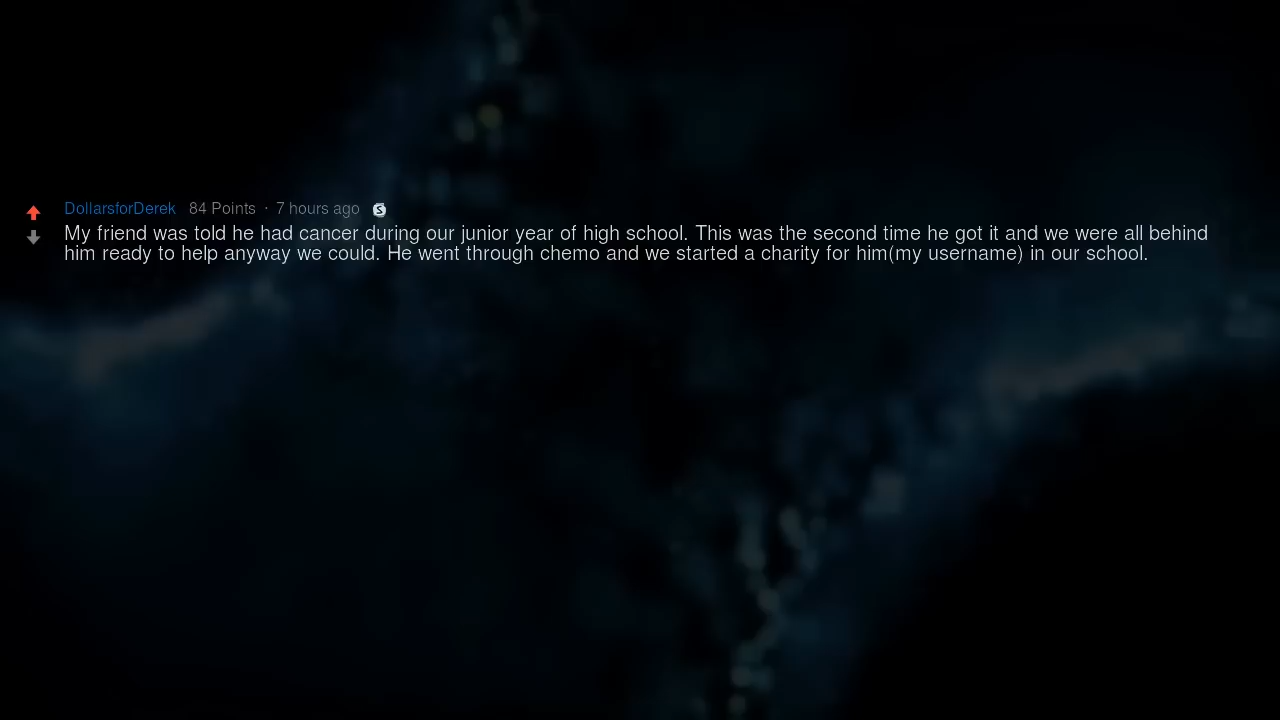 DollarsforDerek 84 Points · 7 hours ago
My friend was told he had cancer during our junior year of high school. This was the second time he got it and we were all behind
him ready to help anyway we could. He went through chemo and we started a charity for him(my username) in our school.